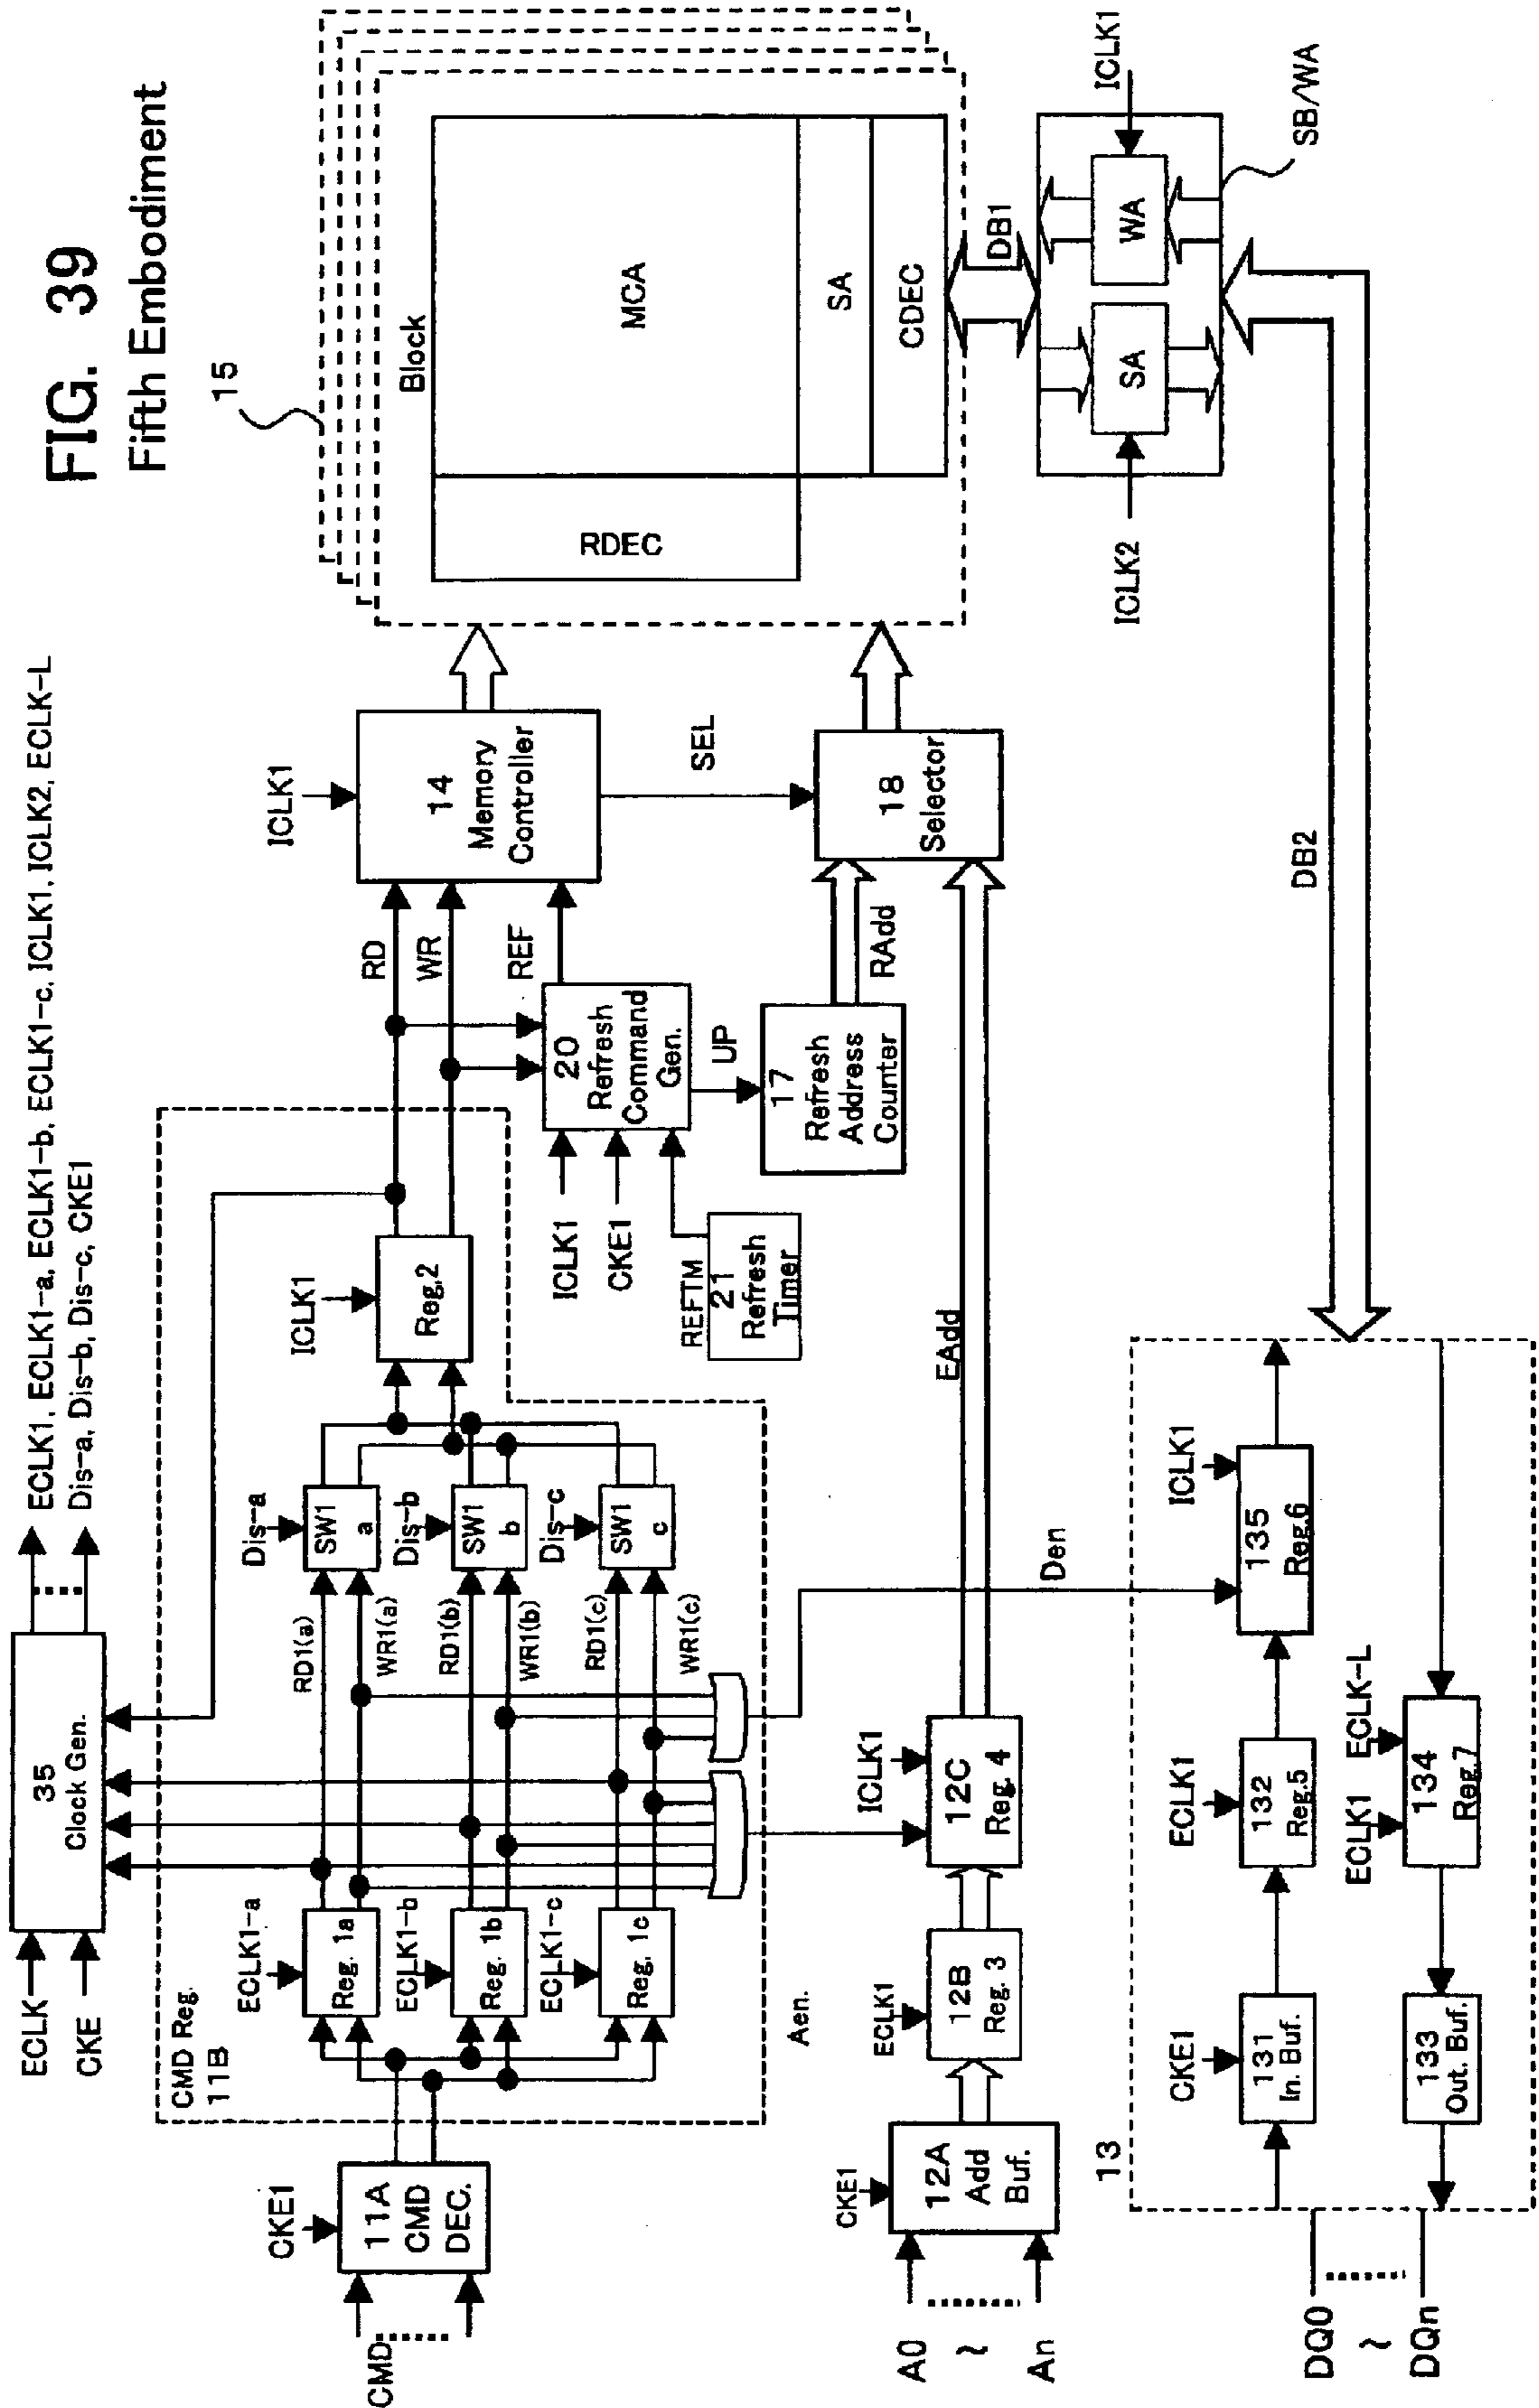 FIG. 39
Fifth Embodiment
ECLK
CKE
35
Clock Gen.
ECLK1, ECLK1-a, ECLK1-b, ECLK1-c, ICLK1, ICLK2, ECLK-L
Dis-a, Dis-b, Dis-c, CKE1
CMD Reg.
11B
CMD
CKE1
11A
CMD
DEC.
ECLK1-a
Reg. 1a
ECLK1-b
Reg. 1b
ECLK1-c
Reg. 1c
RD1(a)
WR1(a)
RD1(b)
WR1(b)
RD1(c)
WR1(c)
Dis-a
SW1
a
Dis-b
SW1
b
Dis-c
SW1
c
ICLK1
Reg.2
RD
WR
REF
ICLK1
CKE1
20
Refresh
Command
Gen.
REFTM
21
Refresh
Timer
UP
17
Refresh
Address
Counter
RAdd
ICLK1
14
Memory
Controller
SEL
18
Selector
15
Block
RDEC
MCA
SA
CDEC
DB1
ICLK2
SA
WA
ICLK1
SB/WA
Aen.
A0
~
An
CKE1
12A
Add
Buf.
ECLK1
12B
Reg. 3
ICLK1
12C
Reg. 4
EAdd
Den
DB2
13
DQ0
~
DQn
CKE1
131
In. Buf.
ECLK1
132
Reg.5
ICLK1
135
Reg.6
133
Out. Buf.
ECLK1
ECLK-L
134
Reg.7